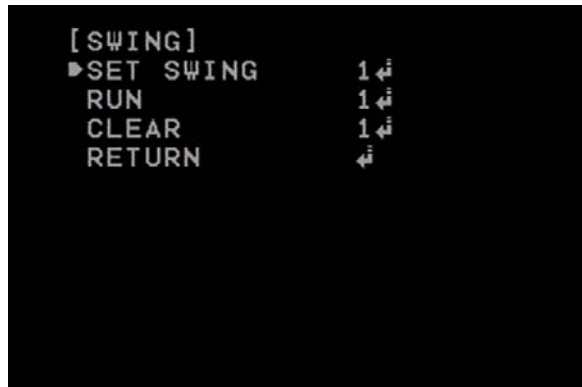 [SWING]
SET SWING 1↵
RUN 1↵
CLEAR 1↵
RETURN ↵